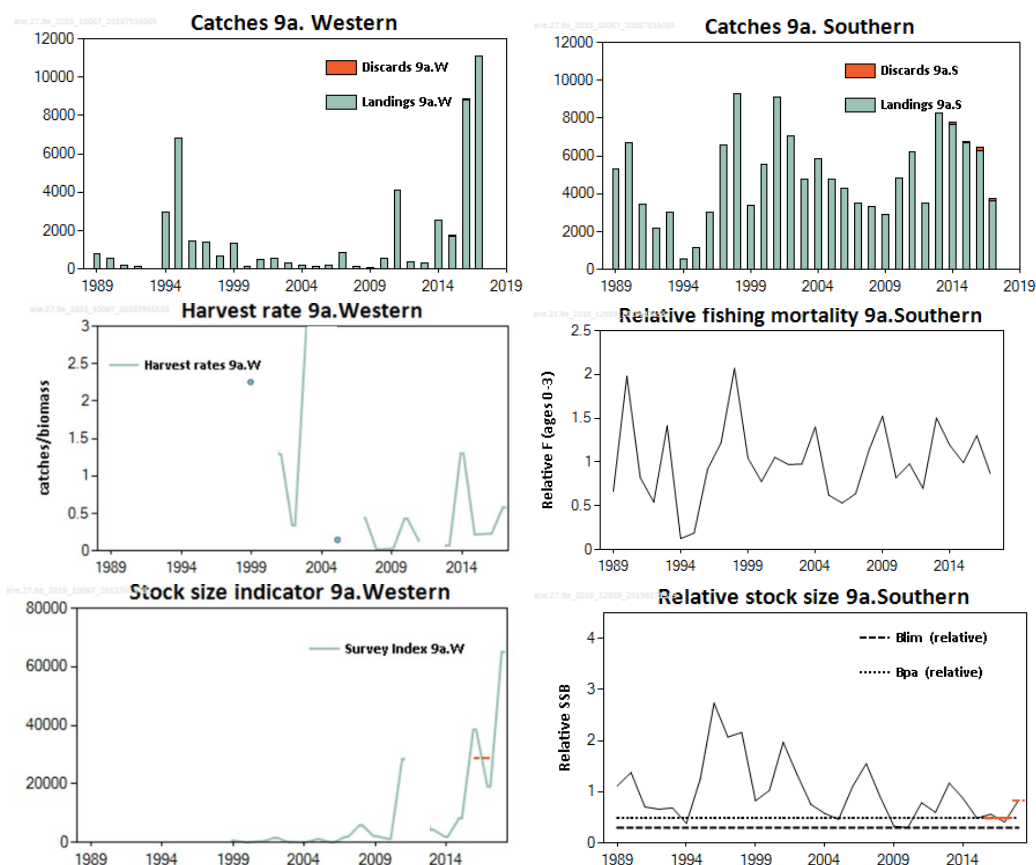 Catches 9a. Western
12000
10000
8000
6000
4000
2000
0
Discards 9a.W
Landings 9a.W
1989 1994 1999 2004 2009 2014 2019
Catches 9a. Southern
12000
10000
8000
6000
4000
2000
0
Discards 9a.S
Landings 9a.S
1989 1994 1999 2004 2009 2014 2019
Harvest rate 9a.Western
catches/biomass
3
2.5
2
1.5
1
0.5
0
Harvest rates 9a.W
1989 1994 1999 2004 2009 2014
Relative fishing mortality 9a.Southern
Relative F (ages 0-3)
2.5
2
1.5
1
0.5
0
1989 1994 1999 2004 2009 2014
Stock size indicator 9a.Western
80000
60000
40000
20000
0
Survey Index 9a.W
1989 1994 1999 2004 2009 2014
Relative stock size 9a.Southern
Relative SSB
4
3
2
1
0
Blim (relative)
Bpa (relative)
1989 1994 1999 2004 2009 2014